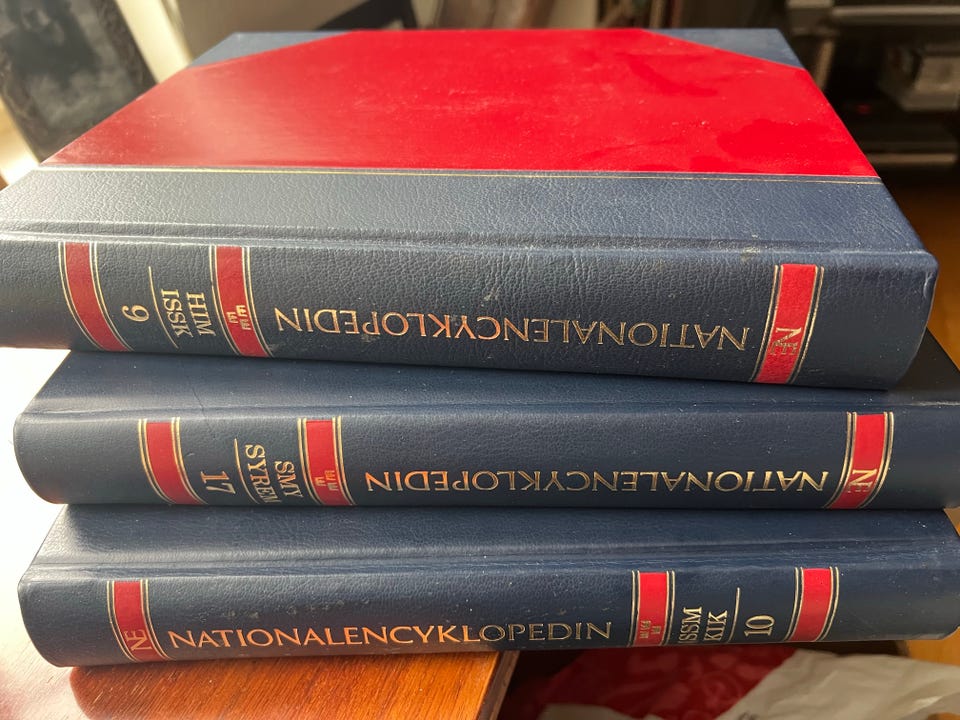 NE
NATIONALENCYKLOPEDIN
HIM
ISSK
9
NE
NATIONALENCYKLOPEDIN
SMY
SYREM
17
NE
NATIONALENCYKLOPEDIN
ISSM
KIK
10